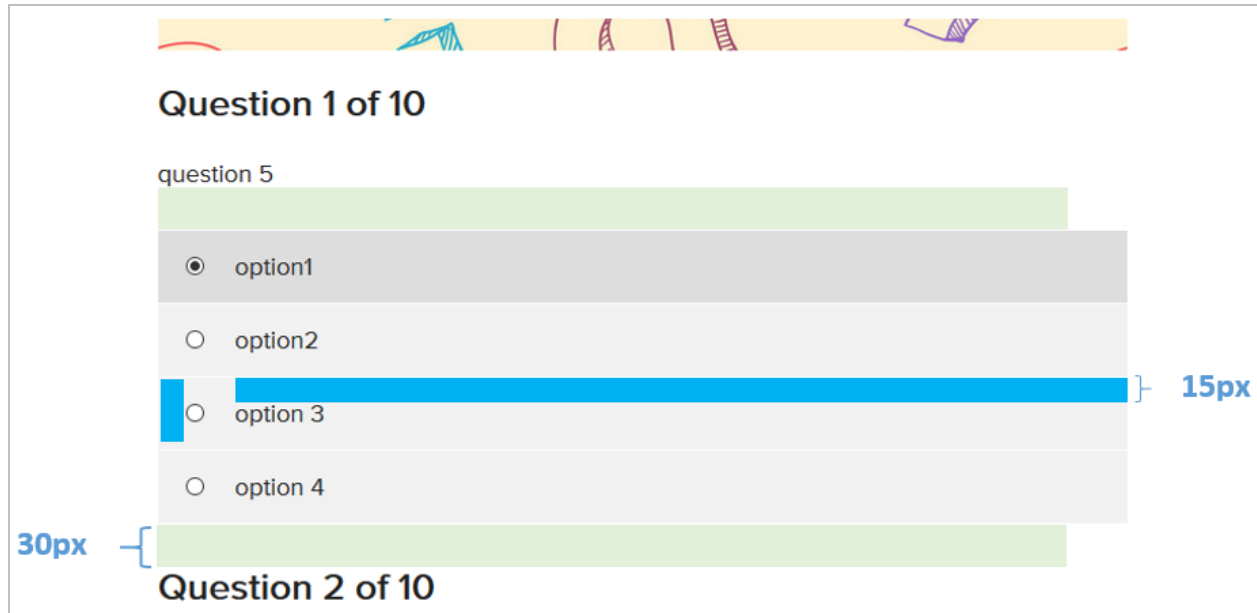 Question 1 of 10
question 5
option1
option2
15px
option 3
option 4
30px
Question 2 of 10